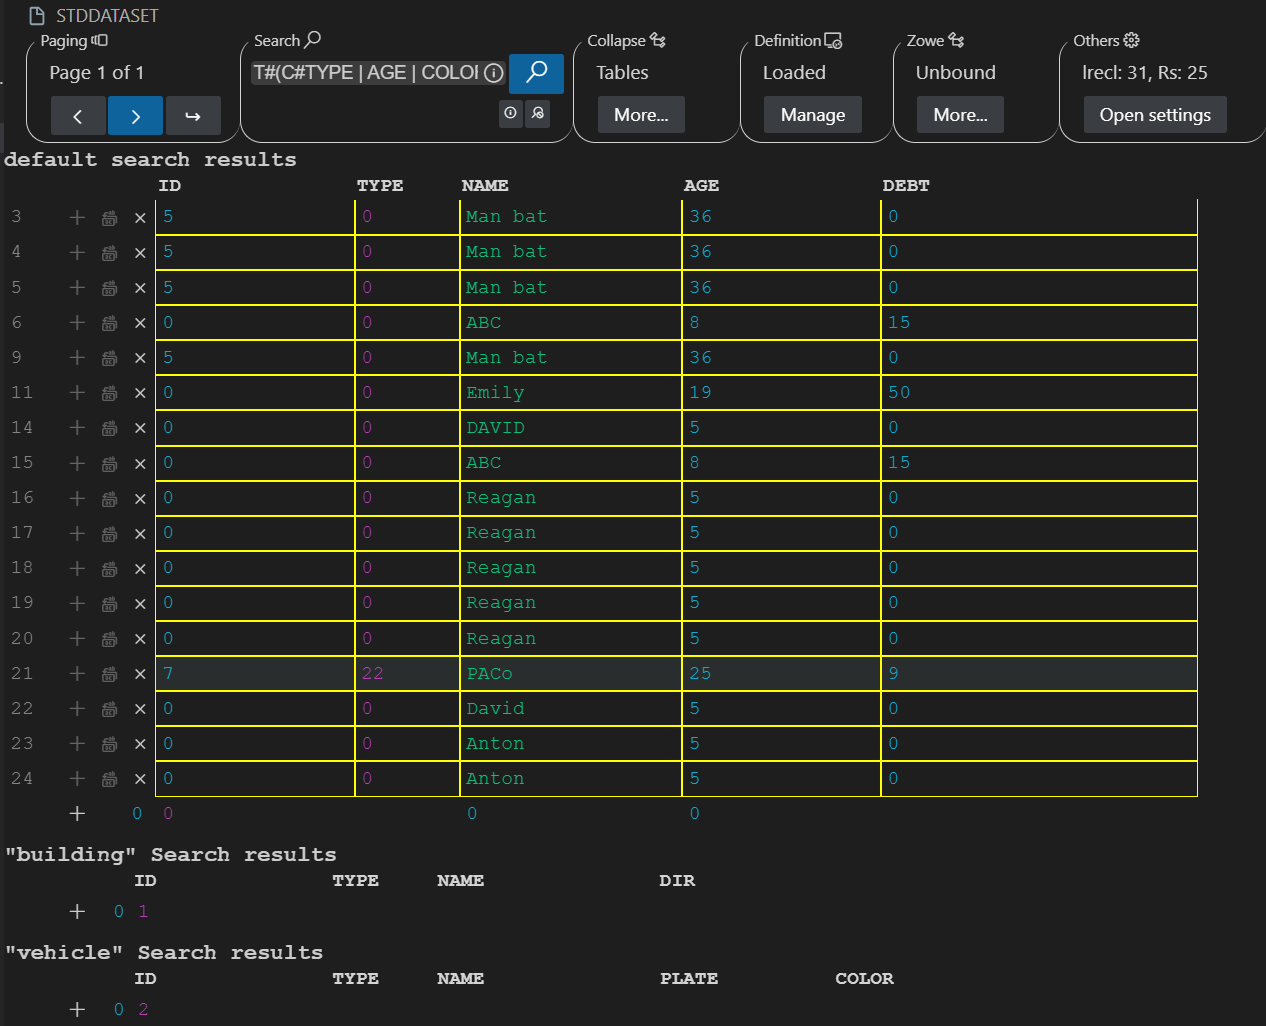 STDDATASET
Paging Search Collapse Definition Zowe Others
Page 1 of 1 T#(C#TYPE | AGE | COLO Tables Loaded Unbound lrecl: 31, Rs: 25
More... Manage More... Open settings
default search results
ID TYPE NAME AGE DEBT
3 5 0 Man bat 36 0
4 5 0 Man bat 36 0
5 5 0 Man bat 36 0
6 0 0 ABC 8 15
9 5 0 Man bat 36 0
11 0 0 Emily 19 50
14 0 0 DAVID 5 0
15 0 0 ABC 8 15
16 0 0 Reagan 5 0
17 0 0 Reagan 5 0
18 0 0 Reagan 5 0
19 0 0 Reagan 5 0
20 0 0 Reagan 5 0
21 7 22 PACo 25 9
22 0 0 David 5 0
23 0 0 Anton 5 0
24 0 0 Anton 5 0
0 0 0 0
"building" Search results
ID TYPE NAME DIR
0 1
"vehicle" Search results
ID TYPE NAME PLATE COLOR
0 2